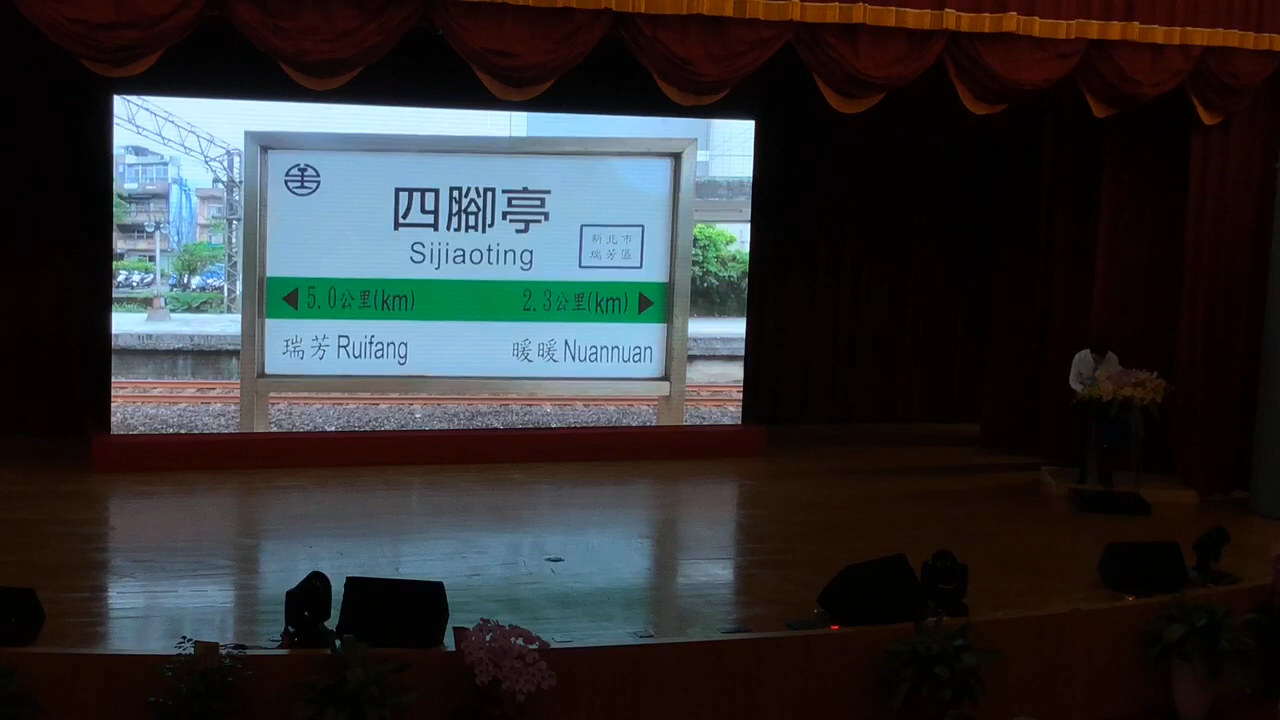 四腳亭
Sijiaoting
新北市
瑞芳區
5.0公里(km)
2.3公里(km)
瑞芳 Ruifang
暖暖 Nuannuan